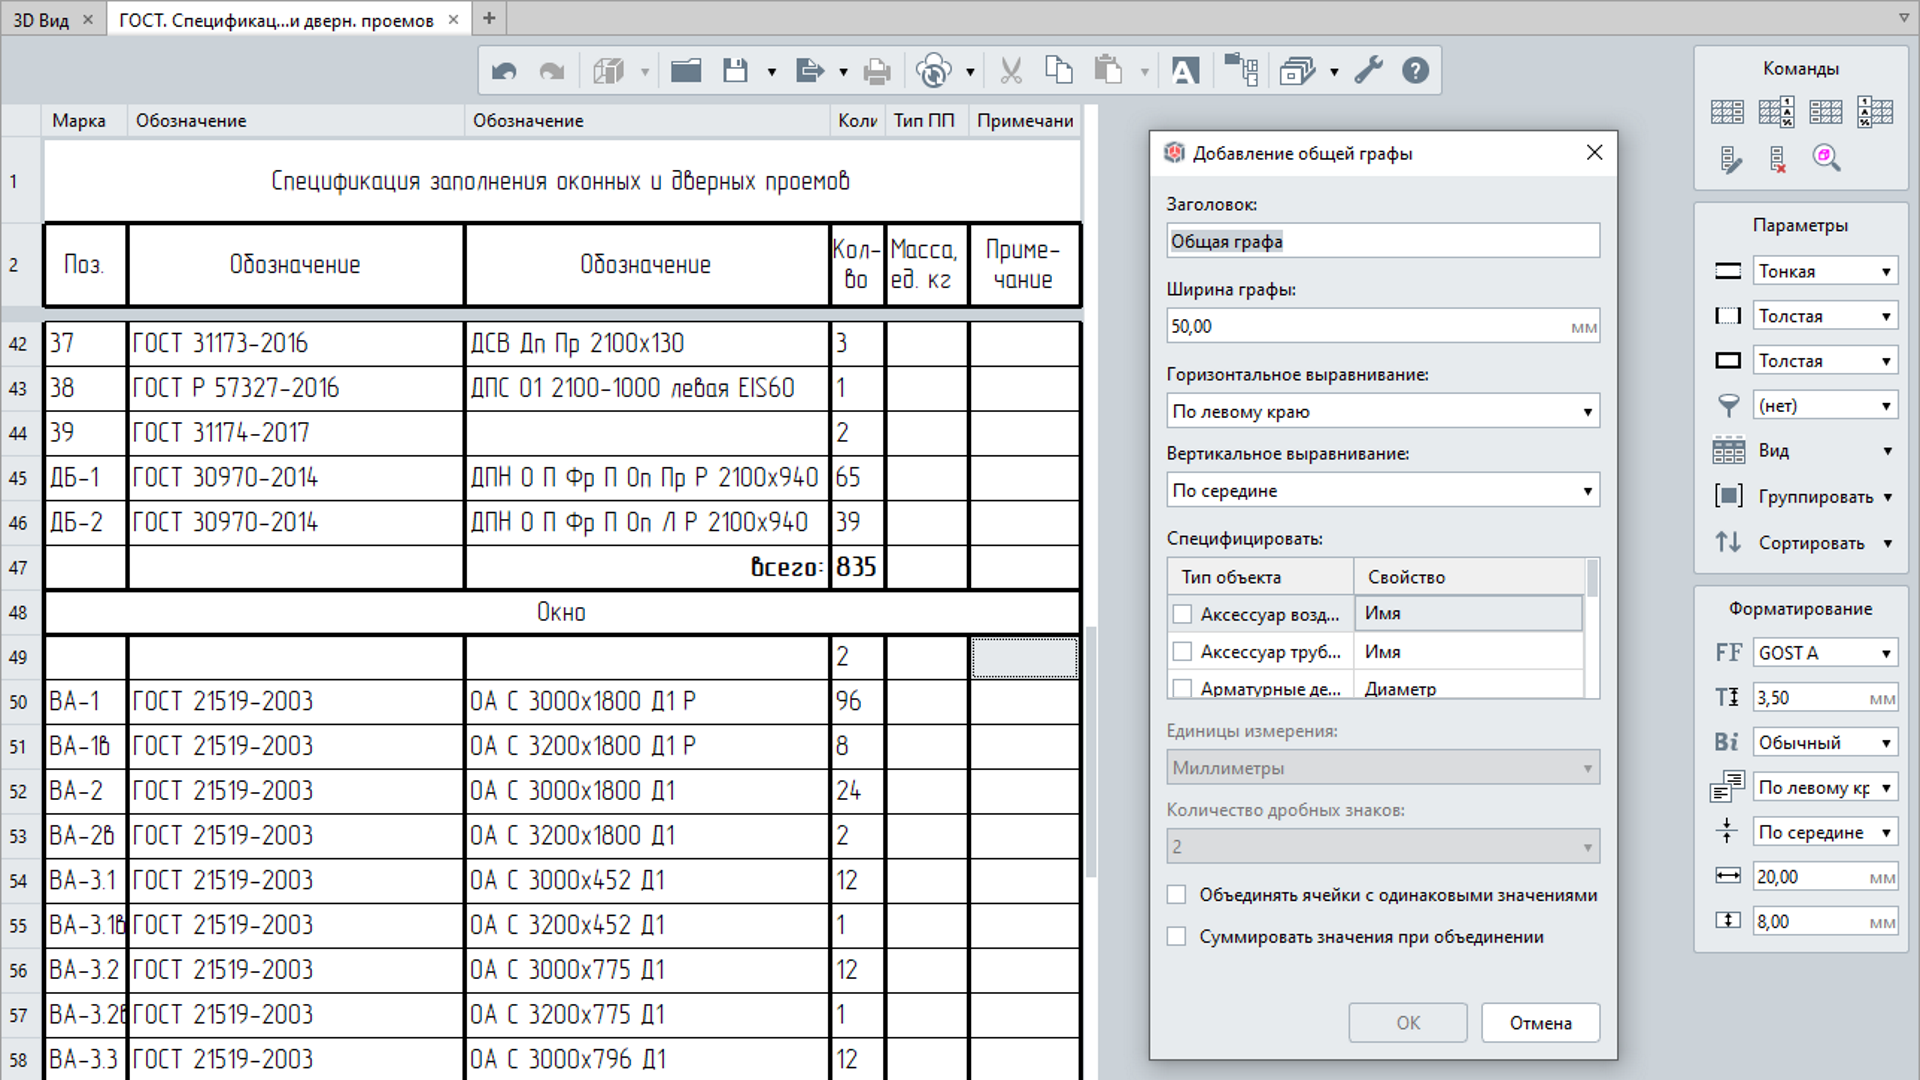 3D Вид
ГОСТ. Спецификац...и дверн. проемов
Марка Обозначение Обозначение Коли Тип ПП Примечани
1 Спецификация заполнения оконных и дверных проемов
2 Поз. Обозначение Обозначение Кол-во Масса, ед. кг Приме-чание
42 37 ГОСТ 31173-2016 ДСВ Дп Пр 2100х130 3
43 38 ГОСТ Р 57327-2016 ДПС 01 2100-1000 левая EIS60 1
44 39 ГОСТ 31174-2017 2
45 ДБ-1 ГОСТ 30970-2014 ДПН О П Фр П Оп Пр Р 2100х940 65
46 ДБ-2 ГОСТ 30970-2014 ДПН О П Фр П Оп Л Р 2100х940 39
47 всего: 835
48 Окно
49 2
50 ВА-1 ГОСТ 21519-2003 ОА С 3000х1800 Д1 Р 96
51 ВА-1в ГОСТ 21519-2003 ОА С 3200х1800 Д1 Р 8
52 ВА-2 ГОСТ 21519-2003 ОА С 3000х1800 Д1 24
53 ВА-2в ГОСТ 21519-2003 ОА С 3200х1800 Д1 2
54 ВА-3.1 ГОСТ 21519-2003 ОА С 3000х452 Д1 12
55 ВА-3.1в ГОСТ 21519-2003 ОА С 3200х452 Д1 1
56 ВА-3.2 ГОСТ 21519-2003 ОА С 3000х775 Д1 12
57 ВА-3.2в ГОСТ 21519-2003 ОА С 3200х775 Д1 1
58 ВА-3.3 ГОСТ 21519-2003 ОА С 3000х796 Д1 12
Добавление общей графы
Заголовок:
Общая графа
Ширина графы:
50,00 мм
Горизонтальное выравнивание:
По левому краю
Вертикальное выравнивание:
По середине
Специфицировать:
Тип объекта Свойство
Аксессуар возд... Имя
Аксессуар труб... Имя
Арматурные де... Диаметр
Единицы измерения:
Миллиметры
Количество дробных знаков:
2
Объединять ячейки с одинаковыми значениями
Суммировать значения при объединении
ОК Отмена
Команды
Параметры
Тонкая
Толстая
Толстая
(нет)
Вид
Группировать
Сортировать
Форматирование
FF GOST A
3,50 мм
Bi Обычный
По левому кр
По середине
20,00 мм
8,00 мм